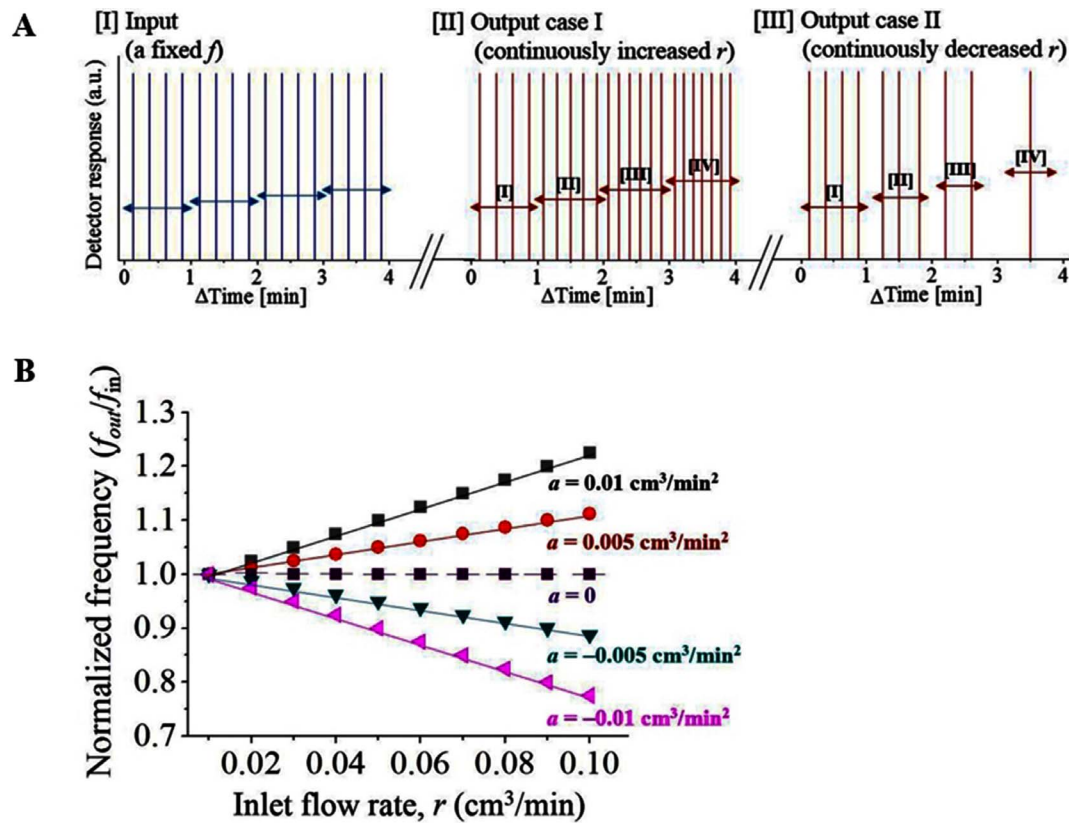 A
[I] Input
(a fixed f)
[II] Output case I
(continuously increased r)
[III] Output case II
(continuously decreased r)
Detector response (a.u.)
[I]
[II]
[III]
[IV]
[I]
[II]
[III]
[IV]
0 1 2 3 4
0 1 2 3 4
0 1 2 3 4
ΔTime [min]
ΔTime [min]
ΔTime [min]
B
Normalized frequency (fout/fin)
1.3
1.2
1.1
1.0
0.9
0.8
0.7
a = 0.01 cm³/min²
a = 0.005 cm³/min²
a = 0
a = –0.005 cm³/min²
a = –0.01 cm³/min²
0.02 0.04 0.06 0.08 0.10
Inlet flow rate, r (cm³/min)